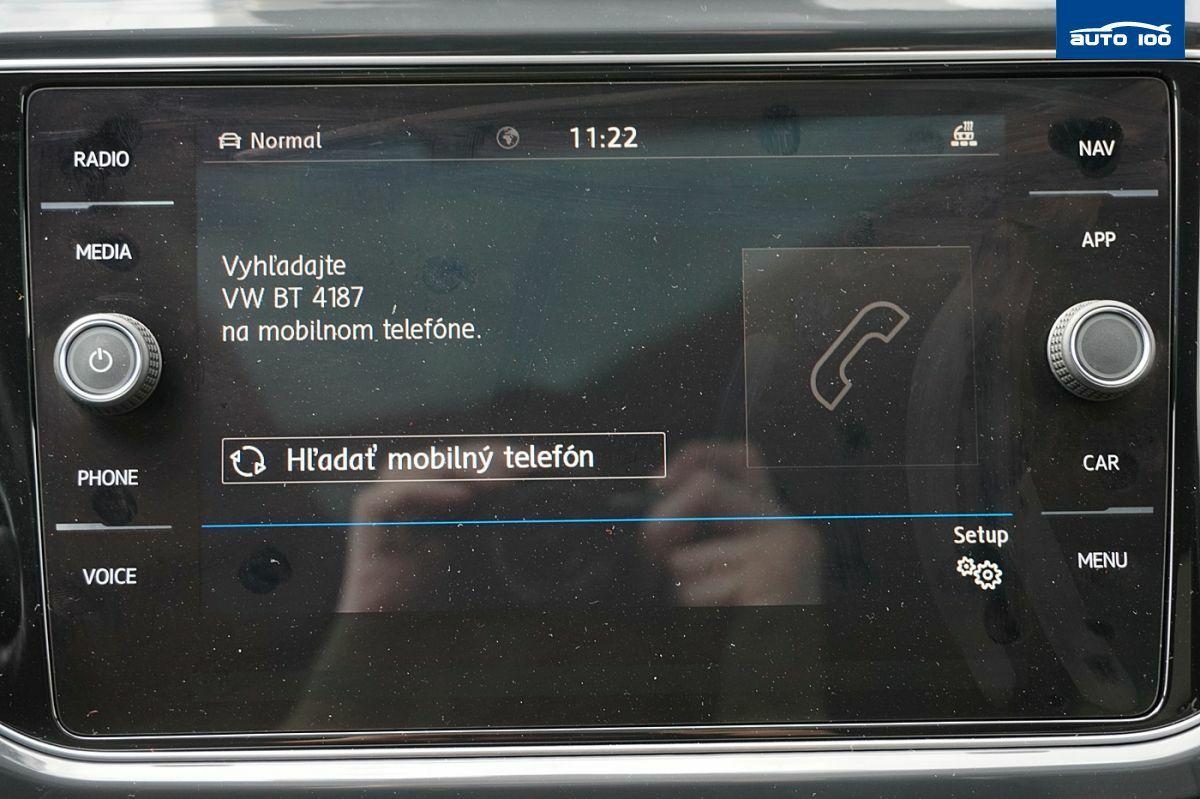 AUTO 100
Normal 11:22
RADIO
NAV
MEDIA
APP
Vyhľadajte
VW BT 4187
na mobilnom telefóne.
Hľadať mobilný telefón
PHONE
CAR
Setup
VOICE
MENU